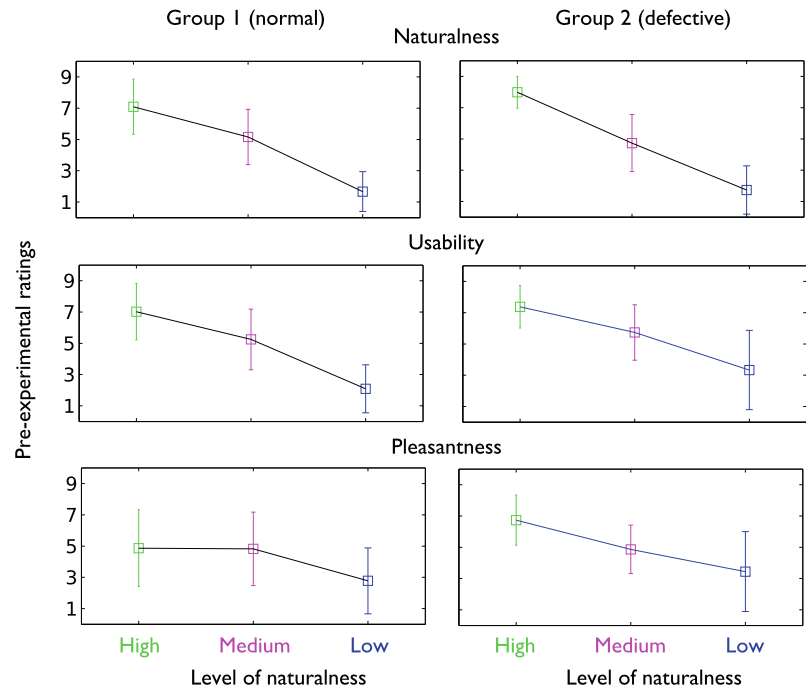 Group 1 (normal)
Group 2 (defective)
Naturalness
9
7
5
3
1
Usability
9
7
5
3
1
Pleasantness
9
7
5
3
1
Pre-experimental ratings
High
Medium
Low
High
Medium
Low
Level of naturalness
Level of naturalness